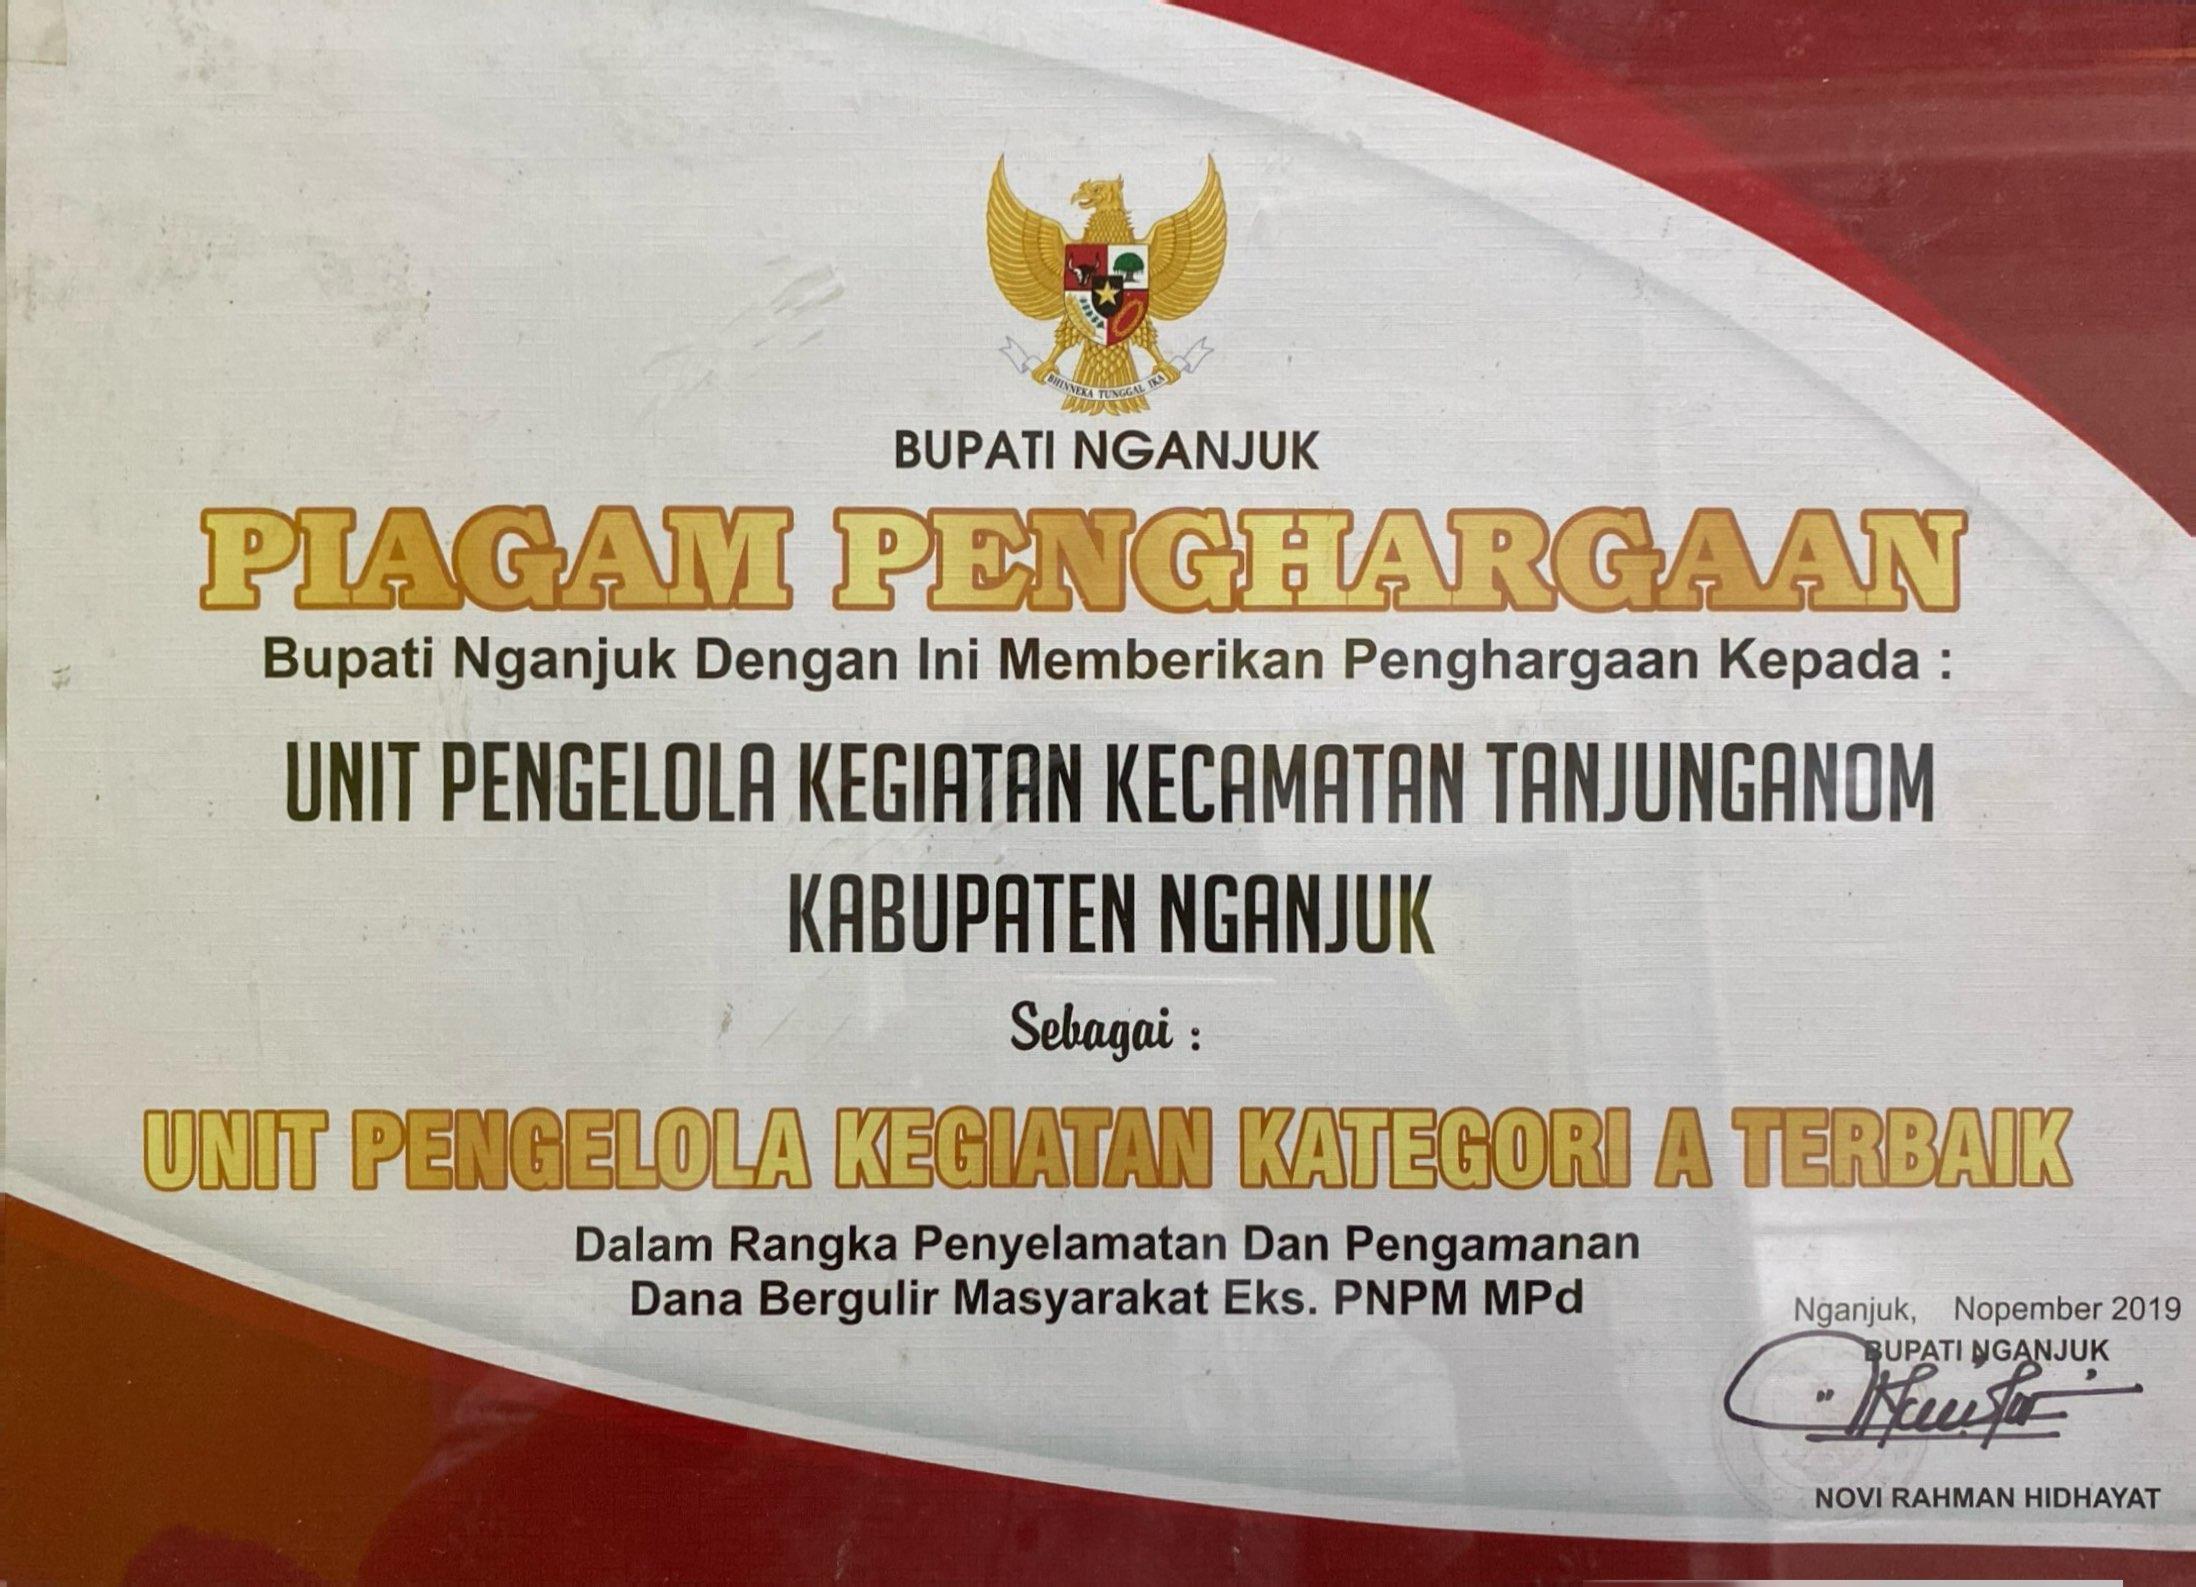 BHINNEKA TUNGGAL IKA
BUPATI NGANJUK
PIAGAM PENGHARGAAN
Bupati Nganjuk Dengan Ini Memberikan Penghargaan Kepada :
UNIT PENGELOLA KEGIATAN KECAMATAN TANJUNGANOM
KABUPATEN NGANJUK
Sebagai :
UNIT PENGELOLA KEGIATAN KATEGORI A TERBAIK
Dalam Rangka Penyelamatan Dan Pengamanan
Dana Bergulir Masyarakat Eks. PNPM MPd
Nganjuk, Nopember 2019
BUPATI NGANJUK
NOVI RAHMAN HIDHAYAT